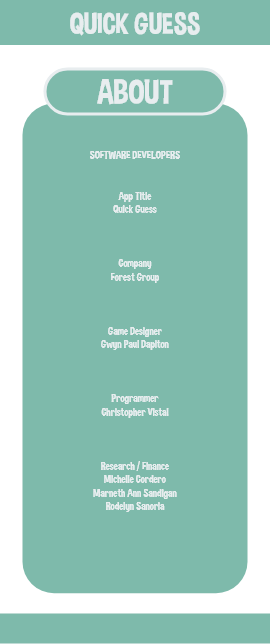 QUICK GUESS
ABOUT
SOFTWARE DEVELOPERS
App Title
Quick Guess
Company
Forest Group
Game Designer
Gwyn Paul Dapiton
Programmer
Christopher Vistal
Research / Finance
Michelle Cordero
Marneth Ann Sandigan
Rodelyn Sanoria